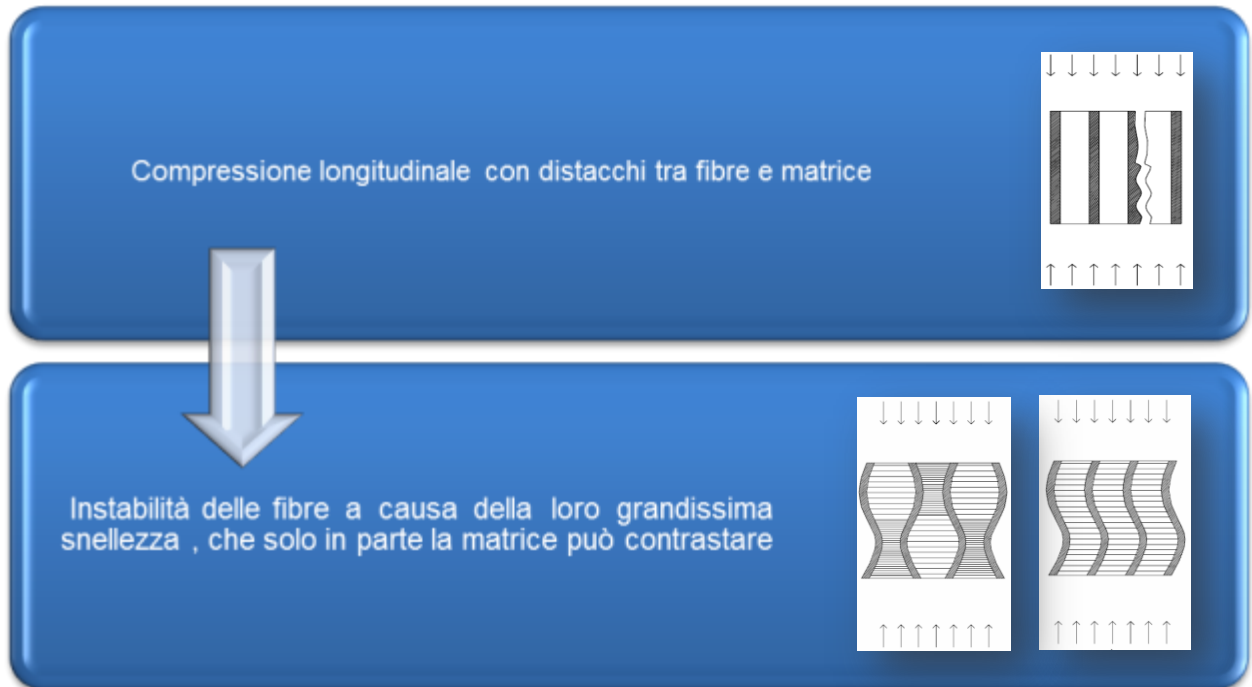 Compressione longitudinale con distacchi tra fibre e matrice
Instabilità delle fibre a causa della loro grandissima
snellezza , che solo in parte la matrice può contrastare